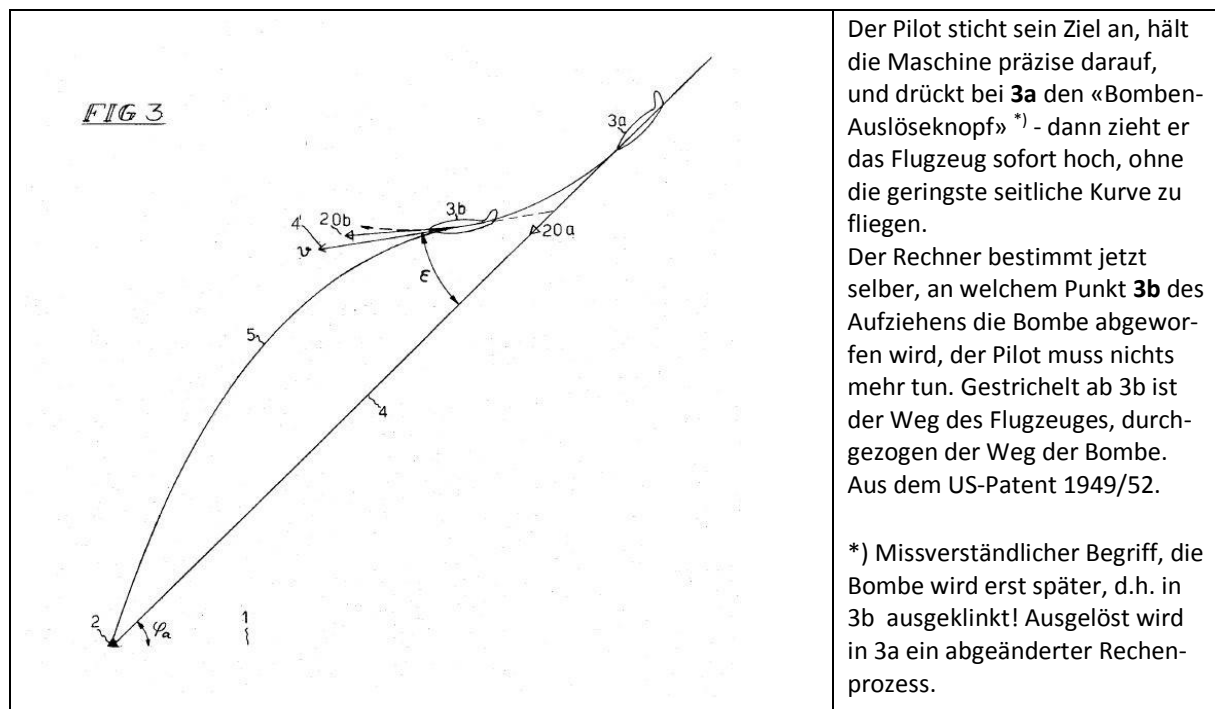 FIG 3
3a
3b
4'
20b
20a
v
ε
5
4
2
φa
1
Der Pilot sticht sein Ziel an, hält
die Maschine präzise darauf,
und drückt bei 3a den «Bomben-
Auslöseknopf» *) - dann zieht er
das Flugzeug sofort hoch, ohne
die geringste seitliche Kurve zu
fliegen.
Der Rechner bestimmt jetzt
selber, an welchem Punkt 3b des
Aufziehens die Bombe abgewor-
fen wird, der Pilot muss nichts
mehr tun. Gestrichelt ab 3b ist
der Weg des Flugzeuges, durch-
gezogen der Weg der Bombe.
Aus dem US-Patent 1949/52.
*) Missverständlicher Begriff, die
Bombe wird erst später, d.h. in
3b ausgeklinkt! Ausgelöst wird
in 3a ein abgeänderter Rechen-
prozess.